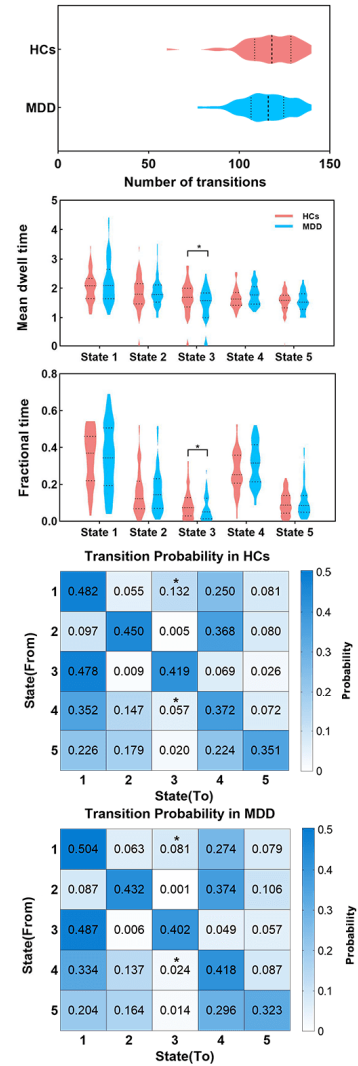 HCs
MDD
0 50 100 150
Number of transitions
5
4
3
2
1
0
Mean dwell time
HCs
MDD
*
State 1 State 2 State 3 State 4 State 5
0.8
0.6
0.4
0.2
0.0
Fractional time
*
State 1 State 2 State 3 State 4 State 5
Transition Probability in HCs
State(From)
1 0.482 0.055 *0.132 0.250 0.081
2 0.097 0.450 0.005 0.368 0.080
3 0.478 0.009 0.419 0.069 0.026
4 0.352 0.147 *0.057 0.372 0.072
5 0.226 0.179 0.020 0.224 0.351
1 2 3 4 5
State(To)
0.5
0.4
0.3
0.2
0.1
0
Probability
Transition Probability in MDD
State(From)
1 0.504 0.063 *0.081 0.274 0.079
2 0.087 0.432 0.001 0.374 0.106
3 0.487 0.006 0.402 0.049 0.057
4 0.334 0.137 *0.024 0.418 0.087
5 0.204 0.164 0.014 0.296 0.323
1 2 3 4 5
State(To)
0.5
0.4
0.3
0.2
0.1
0
Probability